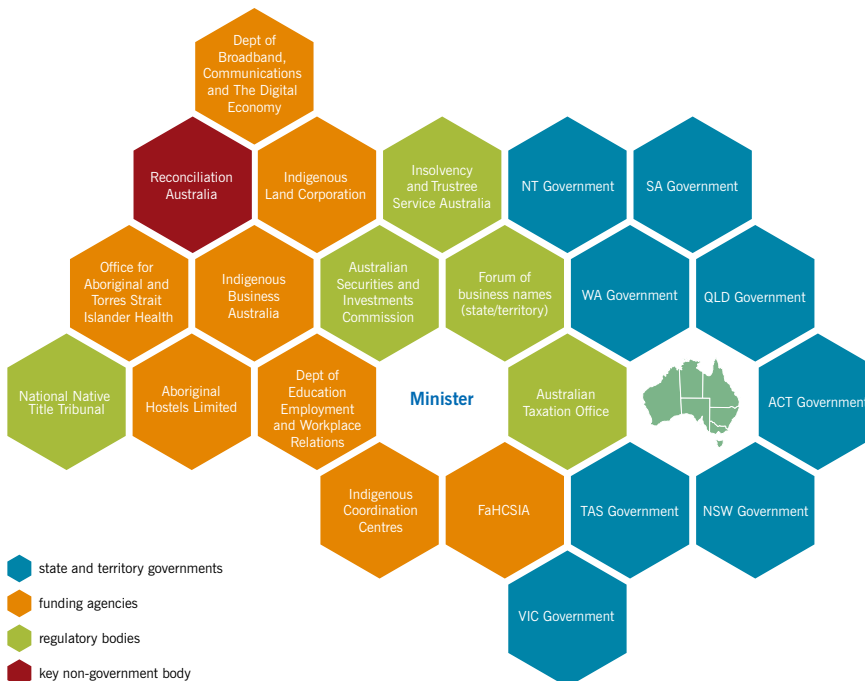 Dept of
Broadband,
Communications
and The Digital
Economy
Reconciliation
Australia
Indigenous
Land Corporation
Insolvency
and Trustree
Service Australia
NT Government
SA Government
Office for
Aboriginal and
Torres Strait
Islander Health
Indigenous
Business
Australia
Australian
Securities and
Investments
Commission
Forum of
business names
(state/territory)
WA Government
QLD Government
National Native
Title Tribunal
Aboriginal
Hostels Limited
Dept of
Education
Employment
and Workplace
Relations
Minister
Australian
Taxation Office
ACT Government
Indigenous
Coordination
Centres
FaHCSIA
TAS Government
NSW Government
VIC Government
state and territory governments
funding agencies
regulatory bodies
key non-government body